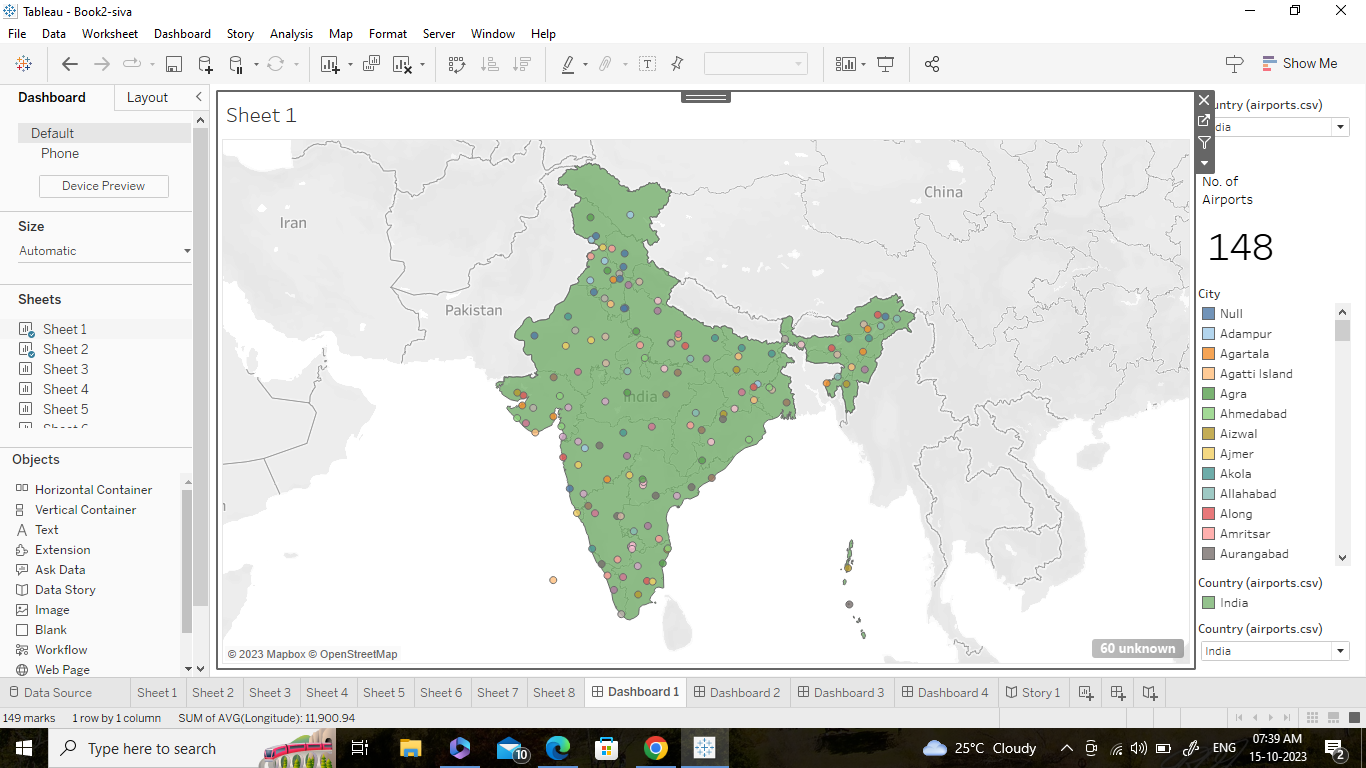 Tableau - Book2-siva
File Data Worksheet Dashboard Story Analysis Map Format Server Window Help
Show Me
Dashboard Layout
Default
Phone
Device Preview
Size
Automatic
Sheets
Sheet 1
Sheet 2
Sheet 3
Sheet 4
Sheet 5
Objects
Horizontal Container
Vertical Container
Text
Extension
Ask Data
Data Story
Image
Blank
Workflow
Web Page
Sheet 1
Iran
China
Pakistan
India
© 2023 Mapbox © OpenStreetMap
60 unknown
untry (airports.csv)
dia
No. of
Airports
148
City
Null
Adampur
Agartala
Agatti Island
Agra
Ahmedabad
Aizwal
Ajmer
Akola
Allahabad
Along
Amritsar
Aurangabad
Country (airports.csv)
India
Country (airports.csv)
India
Data Source Sheet 1 Sheet 2 Sheet 3 Sheet 4 Sheet 5 Sheet 6 Sheet 7 Sheet 8 Dashboard 1 Dashboard 2 Dashboard 3 Dashboard 4 Story 1
149 marks 1 row by 1 column SUM of AVG(Longitude): 11,900.94
Type here to search
10
25°C Cloudy
ENG
07:39 AM
15-10-2023
2